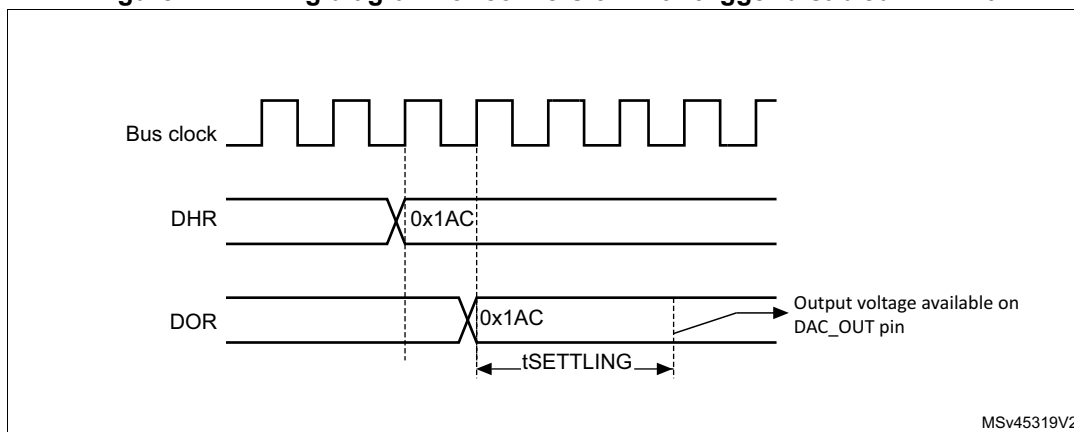 Bus clock
DHR
0x1AC
DOR
0x1AC
Output voltage available on
DAC_OUT pin
tSETTLING
MSv45319V2